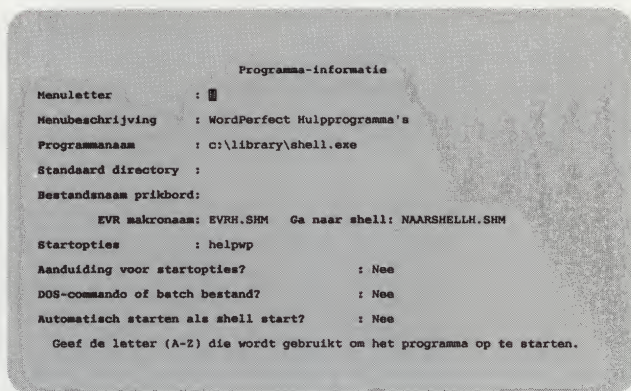 Programma-informatie
Menuletter : H
Menubeschrijving : WordPerfect Hulpprogramma's
Programmanaam : c:\library\shell.exe
Standaard directory :
Bestandsnaam prikbord:
EVR makronaam: EVRH.SHM Ga naar shell: NAARSHELLH.SHM
Startopties : helpwp
Aanduiding voor startopties? : Nee
DOS-commando of batch bestand? : Nee
Automatisch starten als shell start? : Nee
Geef de letter (A-Z) die wordt gebruikt om het programma op te starten.